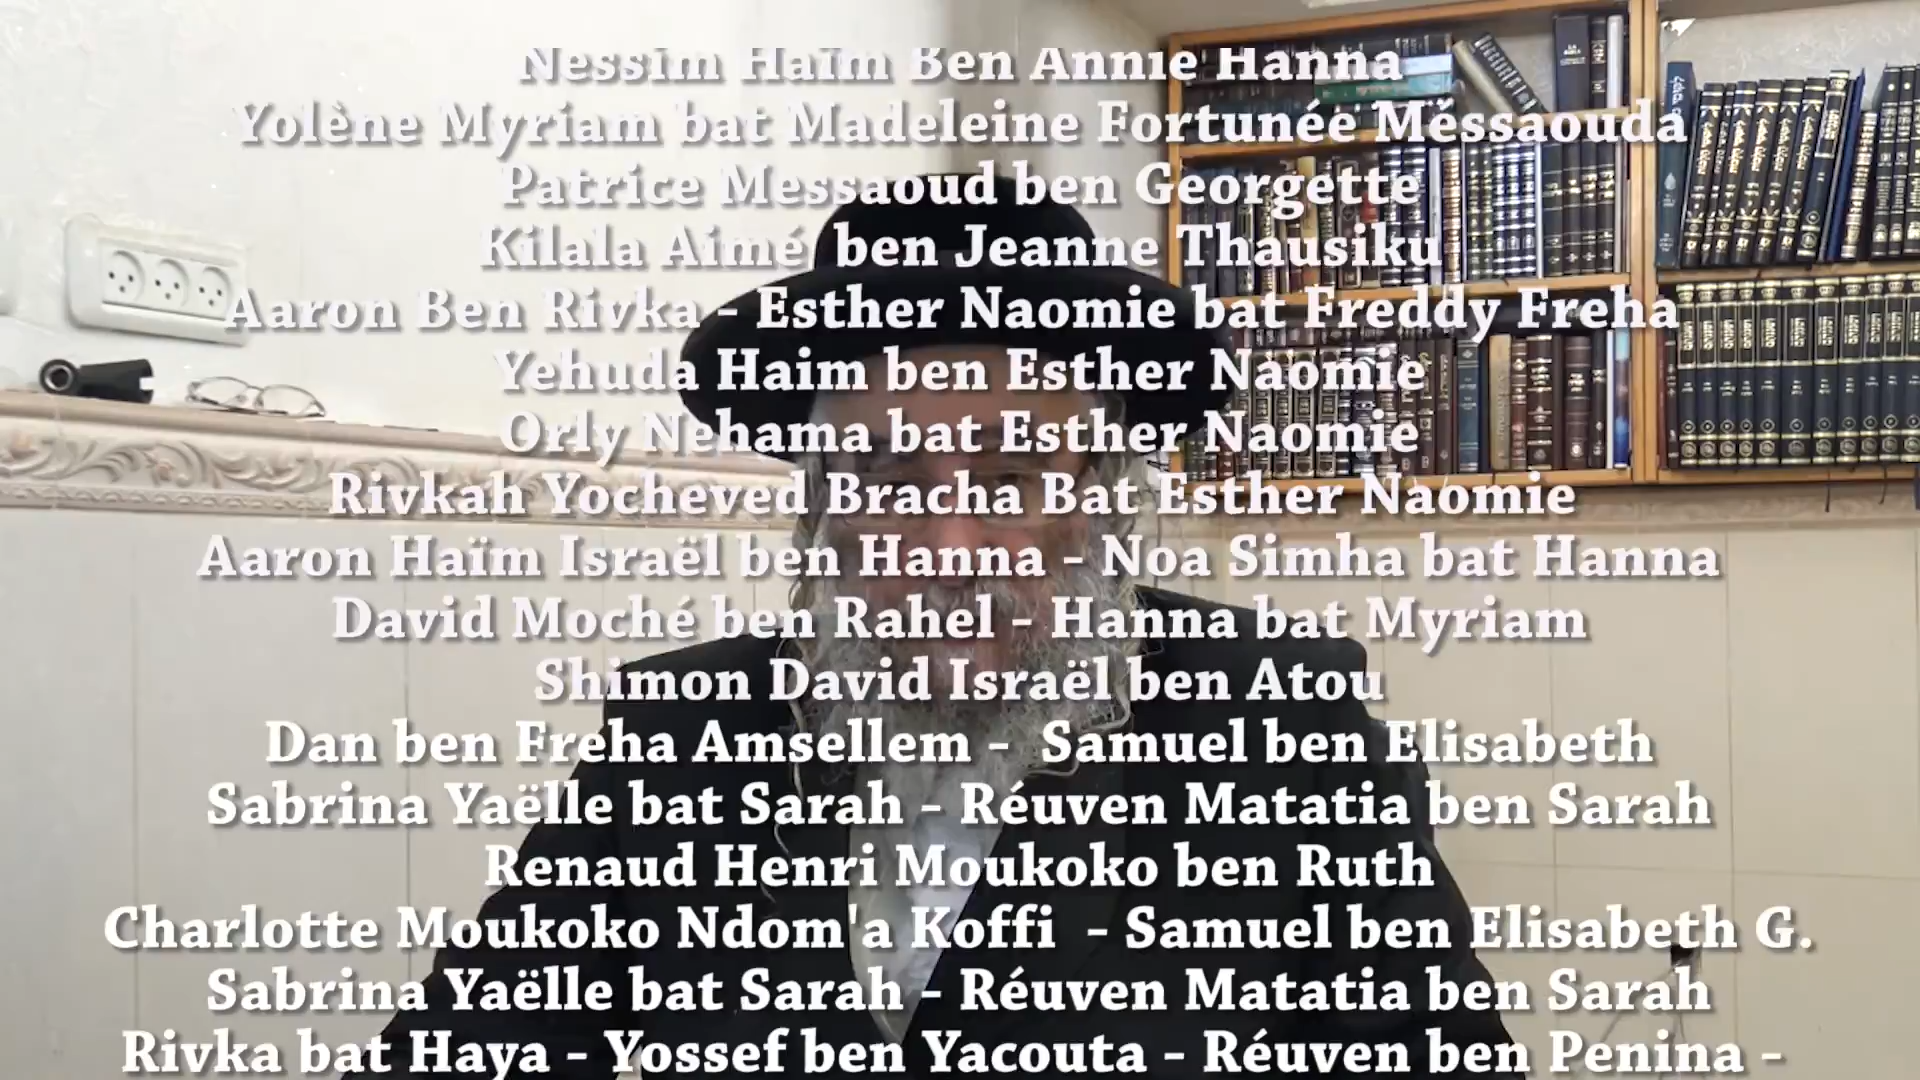 Nessim Haïm Ben Annie Hanna
Yolène Myriam bat Madeleine Fortunée Messaouda
Patrice Messaoud ben Georgette
Kilala Aimé  ben Jeanne Thausiku
Aaron Ben Rivka - Esther Naomie bat Freddy Freha
Yehuda Haim ben Esther Naomie
Orly Nehama bat Esther Naomie
Rivkah Yocheved Bracha Bat Esther Naomie
Aaron Haïm Israël ben Hanna - Noa Simha bat Hanna
David Moché ben Rahel - Hanna bat Myriam
Shimon David Israël ben Atou
Dan ben Freha Amsellem -  Samuel ben Elisabeth
Sabrina Yaëlle bat Sarah - Réuven Matatia ben Sarah
Renaud Henri Moukoko ben Ruth
Charlotte Moukoko Ndom'a Koffi  - Samuel ben Elisabeth G.
Sabrina Yaëlle bat Sarah - Réuven Matatia ben Sarah
Rivka bat Haya - Yossef ben Yacouta - Réuven ben Penina -